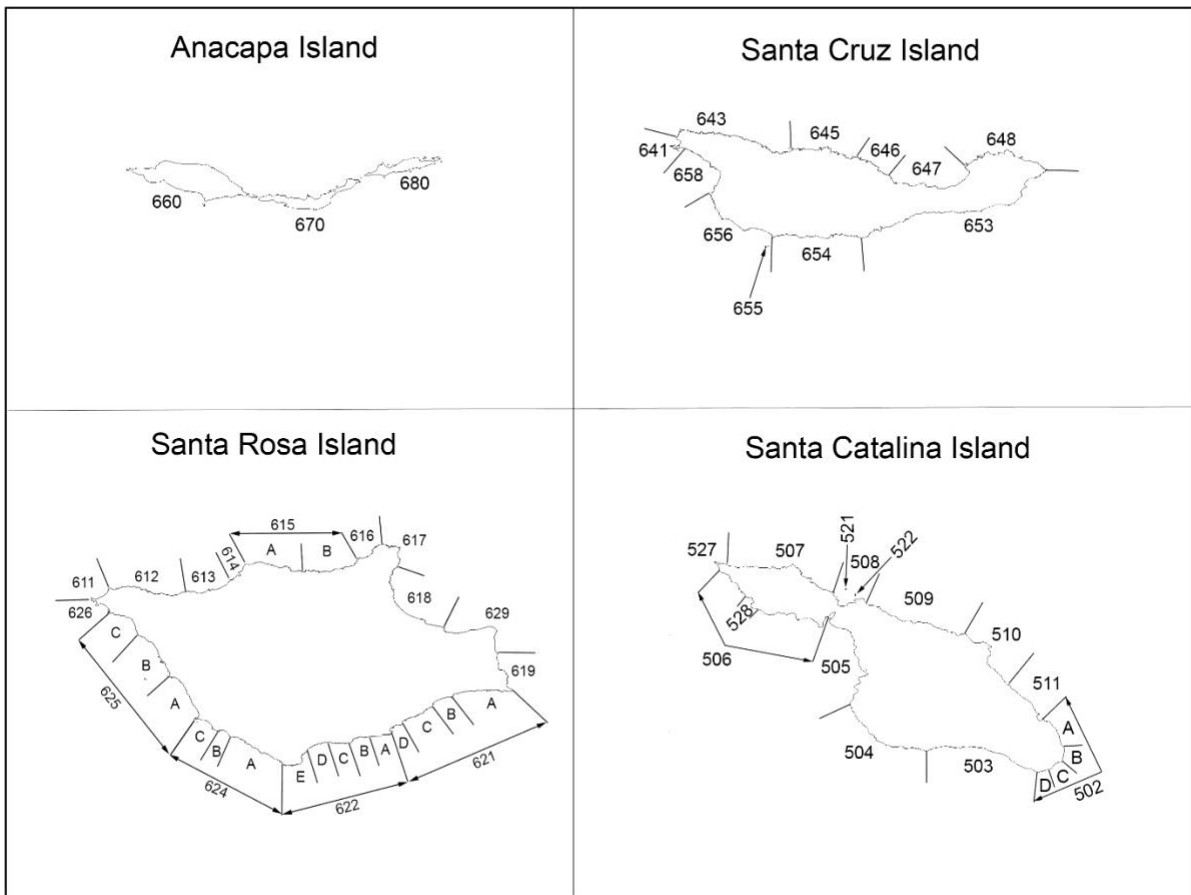 Anacapa Island
660
670
680
Santa Cruz Island
643
645
646
647
648
641
658
656
655
654
653
Santa Rosa Island
615
616
617
614
A
B
611
612
613
626
618
629
619
C
B
A
625
C
B
A
624
E
D
C
B
A
622
D
C
B
A
621
Santa Catalina Island
527
507
521
508
522
509
510
511
528
506
505
504
503
A
B
C
D
502